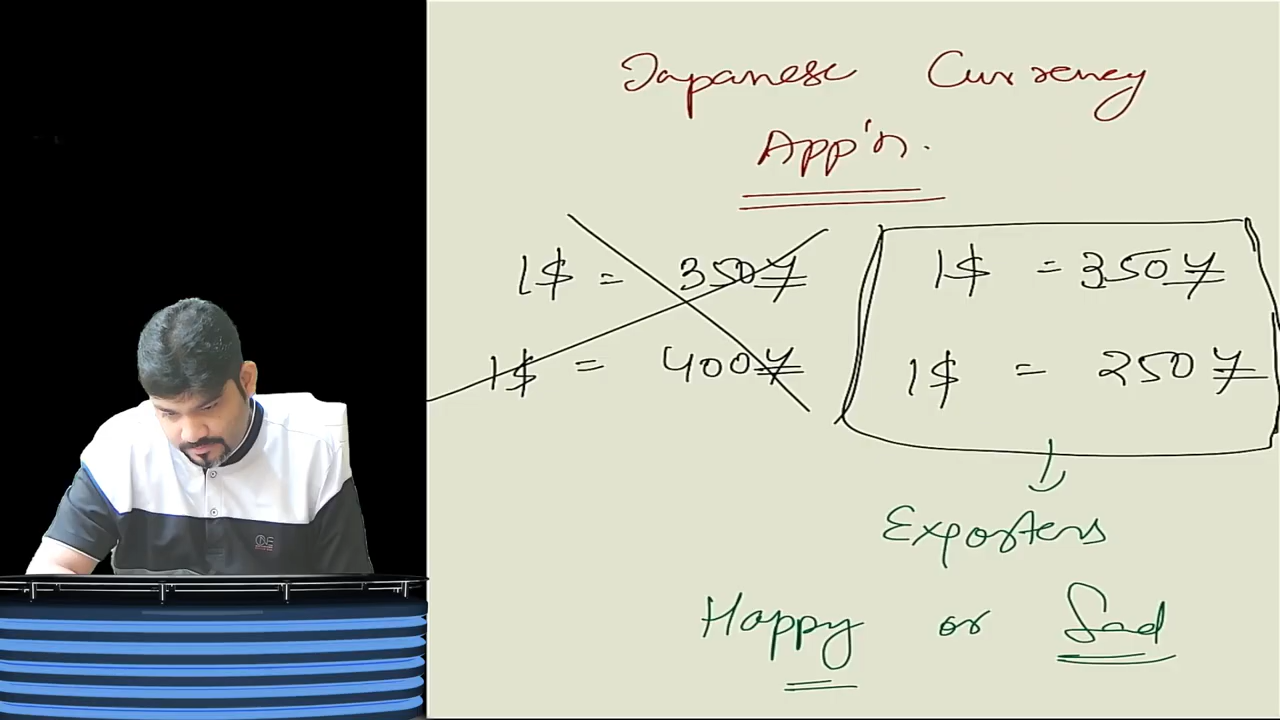 Japanese Currency
App'n.
1$ = 350¥
1$ = 400¥
1$ = 350¥
1$ = 250¥
Exporters
Happy or Sad